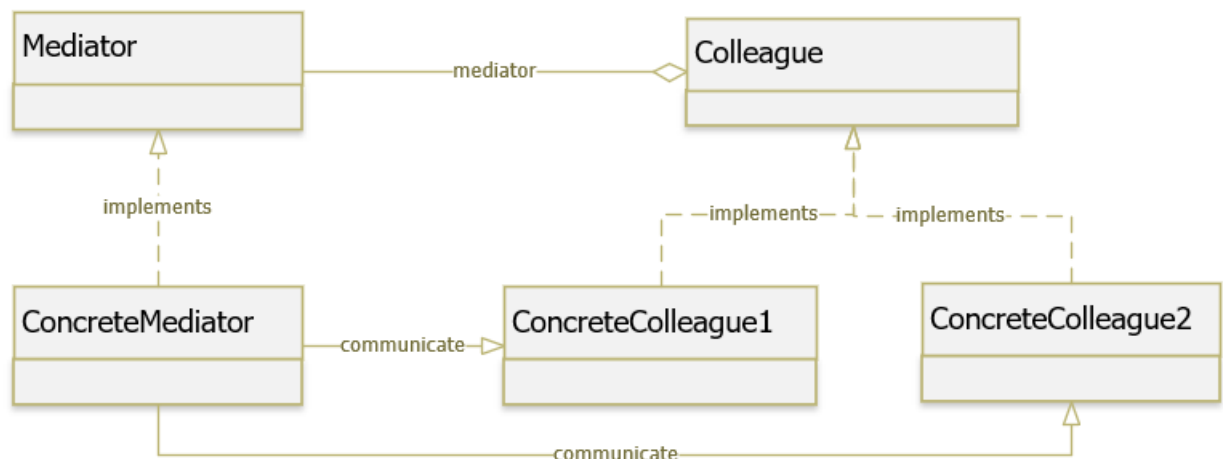 Mediator
mediator
Colleague
implements
implements
implements
ConcreteMediator
communicate
ConcreteColleague1
ConcreteColleague2
communicate